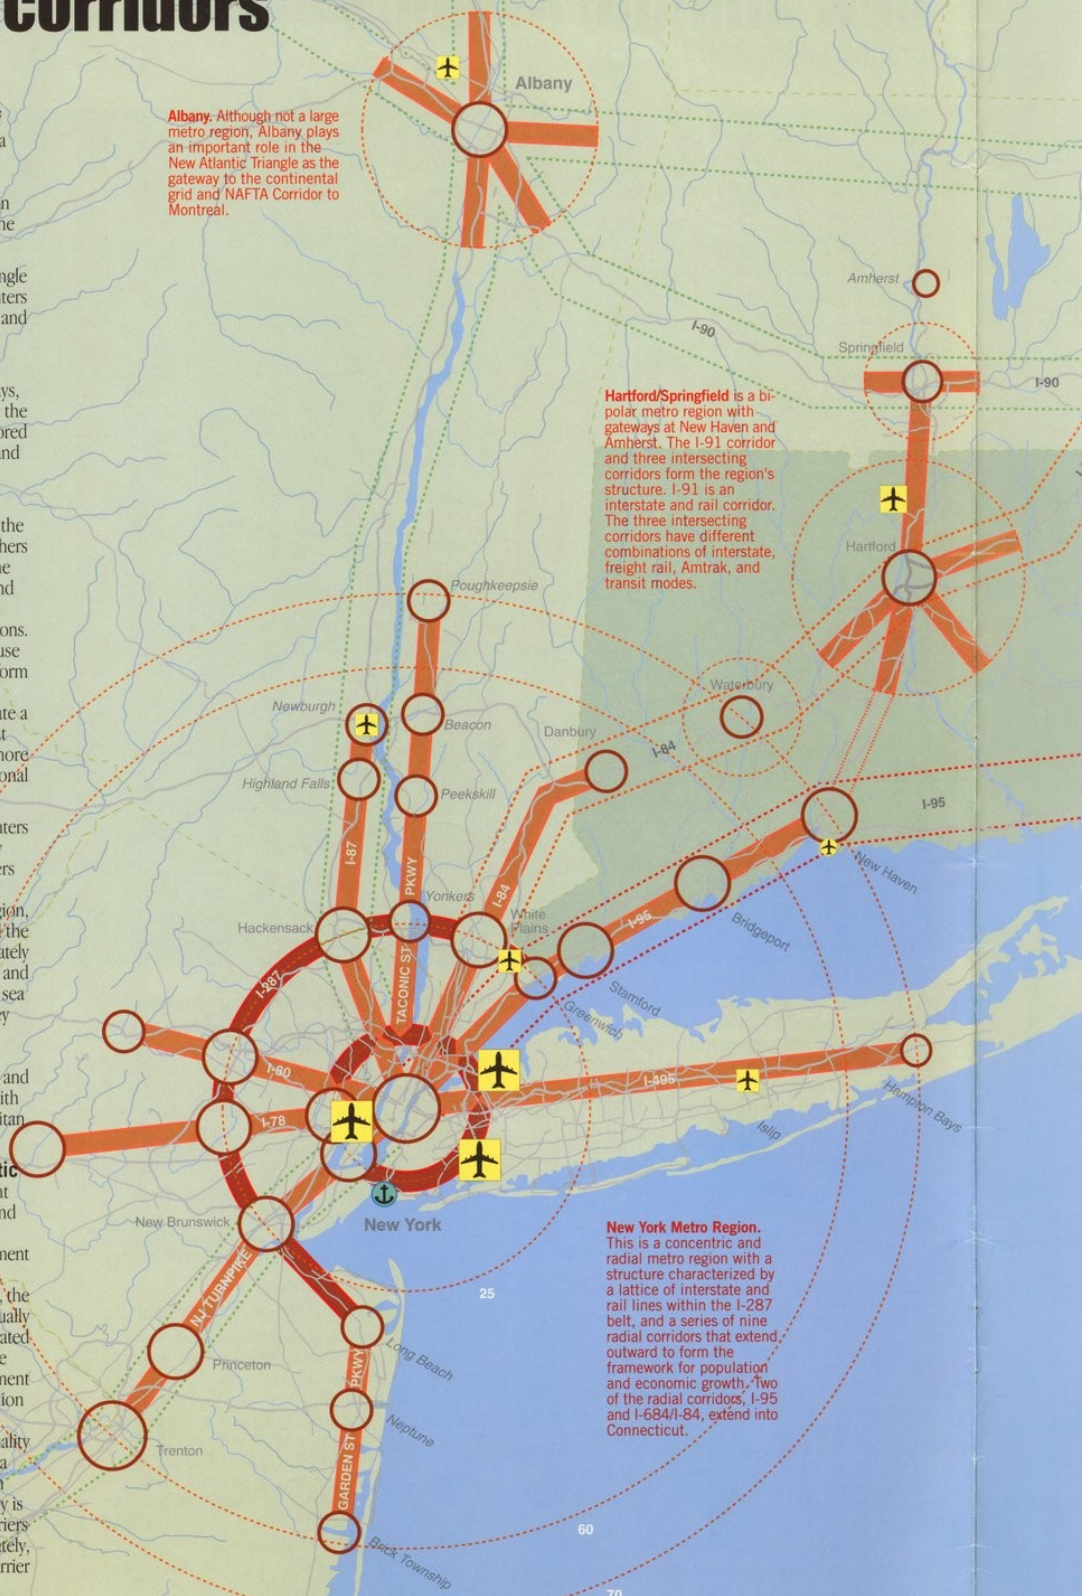 Corridors
Albany
Albany. Although not a large
metro region, Albany plays
an important role in the
New Atlantic Triangle as the
gateway to the continental
grid and NAFTA Corridor to
Montreal.
Amherst
I-90
Springfield
I-90
Hartford/Springfield is a bi-
polar metro region with
gateways at New Haven and
Amherst. The I-91 corridor
and three intersecting
corridors form the region's
structure. I-91 is an
interstate and rail corridor.
The three intersecting
corridors have different
combinations of interstate,
freight rail, Amtrak, and
transit modes.
Hartford
Poughkeepsie
Waterbury
Newburgh
Beacon
Danbury
I-84
Highland Falls
Peekskill
I-95
I-87
TACONIC ST PKWY
I-84
New Haven
Yonkers
White
Plains
Hackensack
I-95
Bridgeport
I-287
Stamford
Greenwich
I-80
I-495
Hampton Bays
I-78
Islip
New Brunswick
New York
New York Metro Region.
This is a concentric and
radial metro region with a
structure characterized by
a lattice of interstate and
rail lines within the I-287
belt, and a series of nine
radial corridors that extend
outward to form the
framework for population
and economic growth. Two
of the radial corridors, I-95
and I-684/I-84, extend into
Connecticut.
25
NJ TURNPIKE
Long Beach
Princeton
GARDEN ST PKWY
Neptune
Trenton
60
Brick Township
70